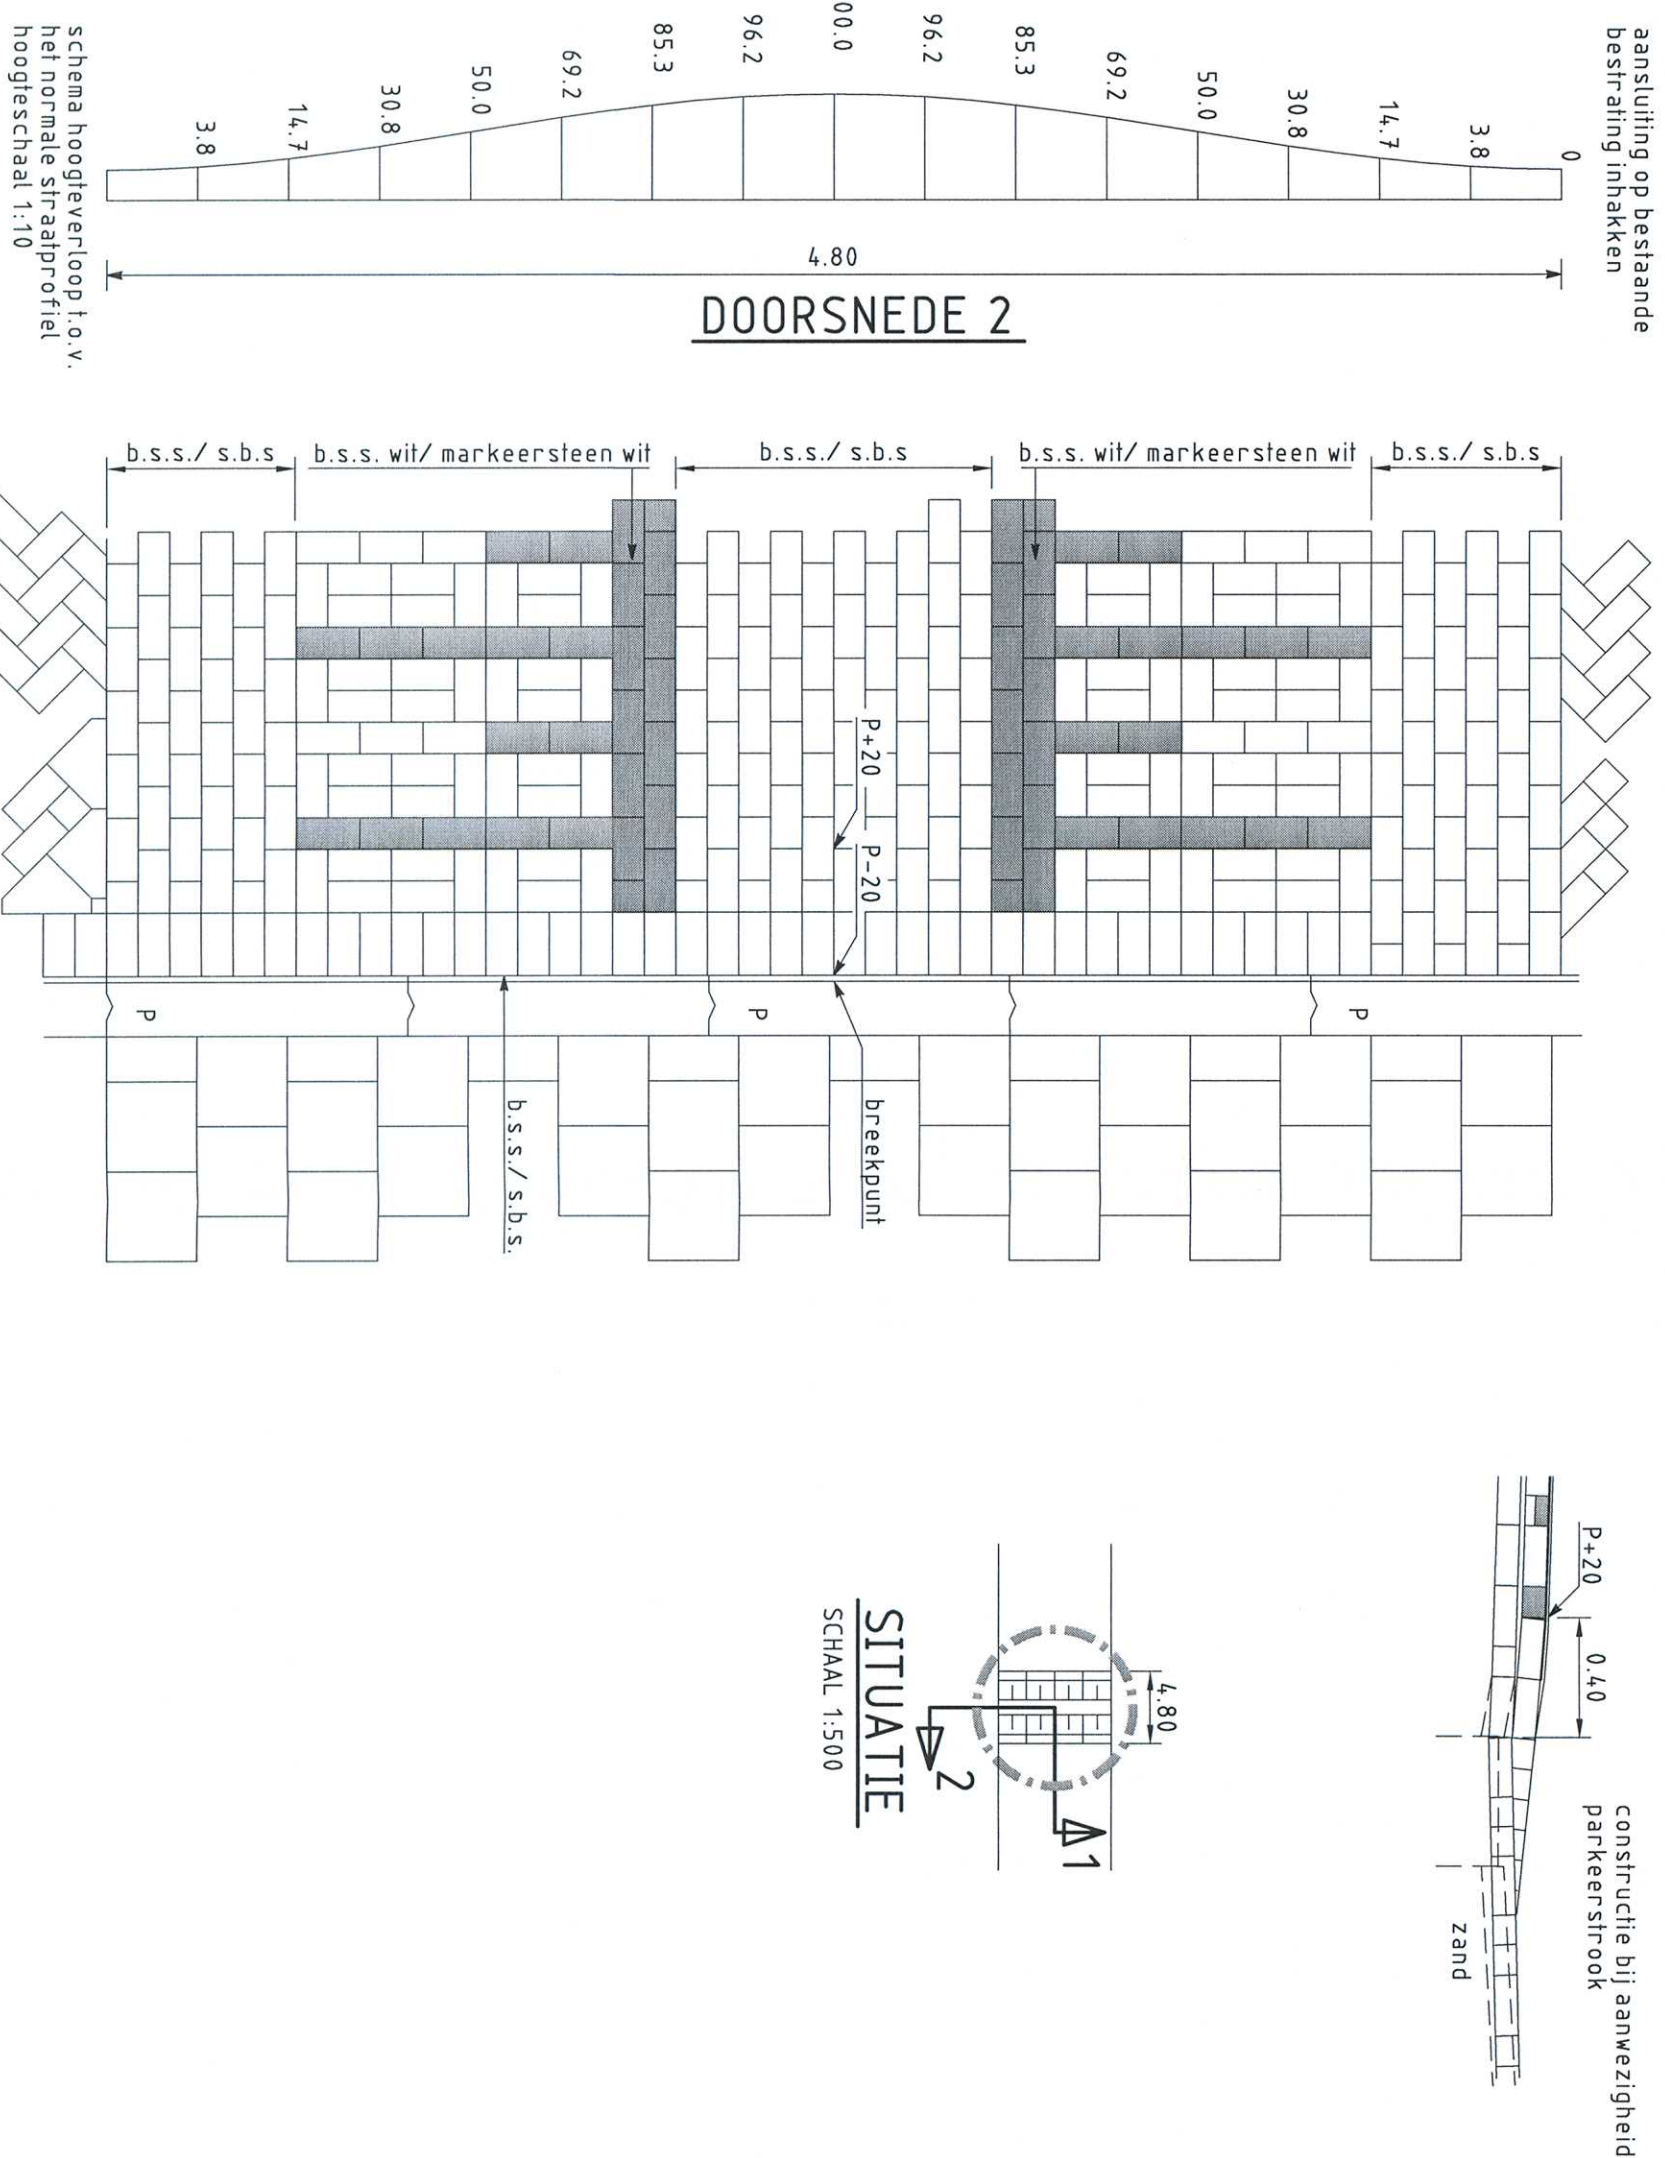 aansluiting op bestaande
bestrating inhakken
00.0
96.2
96.2
85.3
85.3
69.2
69.2
50.0
50.0
30.8
30.8
14.7
14.7
3.8
3.8
0
schema hoogteverloop t.o.v.
het normale straatprofiel
hoogteschaal 1:10
4.80
DOORSNEDE 2
b.s.s./ s.b.s
b.s.s. wit/ markeersteen wit
b.s.s./ s.b.s
b.s.s. wit/ markeersteen wit
b.s.s./ s.b.s
P+20
P-20
P
P
P
breekpunt
b.s.s./ s.b.s.
P+20
0.40
constructie bij aanwezigheid
parkeerstrook
zand
4.80
1
2
SITUATIE
SCHAAL 1:500